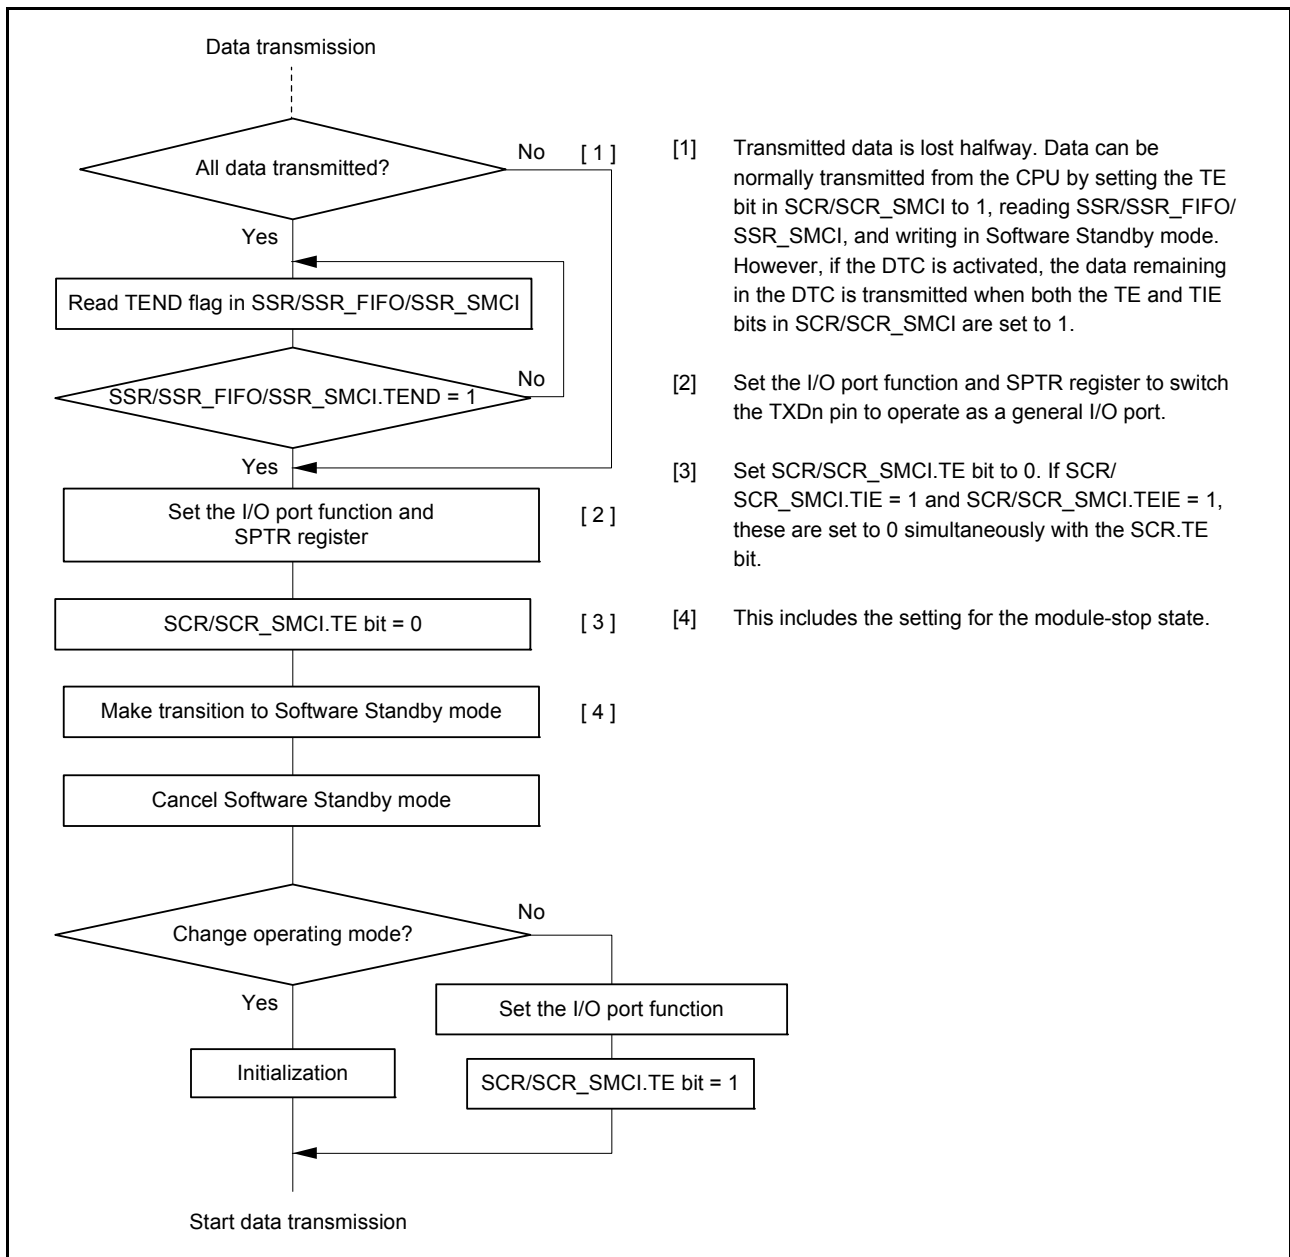 Data transmission
All data transmitted?
No [ 1 ]
Yes
Read TEND flag in SSR/SSR_FIFO/SSR_SMCI
SSR/SSR_FIFO/SSR_SMCI.TEND = 1
No
Yes
Set the I/O port function and
SPTR register
[ 2 ]
SCR/SCR_SMCI.TE bit = 0
[ 3 ]
Make transition to Software Standby mode
[ 4 ]
Cancel Software Standby mode
Change operating mode?
No
Yes
Set the I/O port function
Initialization
SCR/SCR_SMCI.TE bit = 1
Start data transmission
[1] Transmitted data is lost halfway. Data can be
normally transmitted from the CPU by setting the TE
bit in SCR/SCR_SMCI to 1, reading SSR/SSR_FIFO/
SSR_SMCI, and writing in Software Standby mode.
However, if the DTC is activated, the data remaining
in the DTC is transmitted when both the TE and TIE
bits in SCR/SCR_SMCI are set to 1.
[2] Set the I/O port function and SPTR register to switch
the TXDn pin to operate as a general I/O port.
[3] Set SCR/SCR_SMCI.TE bit to 0. If SCR/
SCR_SMCI.TIE = 1 and SCR/SCR_SMCI.TEIE = 1,
these are set to 0 simultaneously with the SCR.TE
bit.
[4] This includes the setting for the module-stop state.